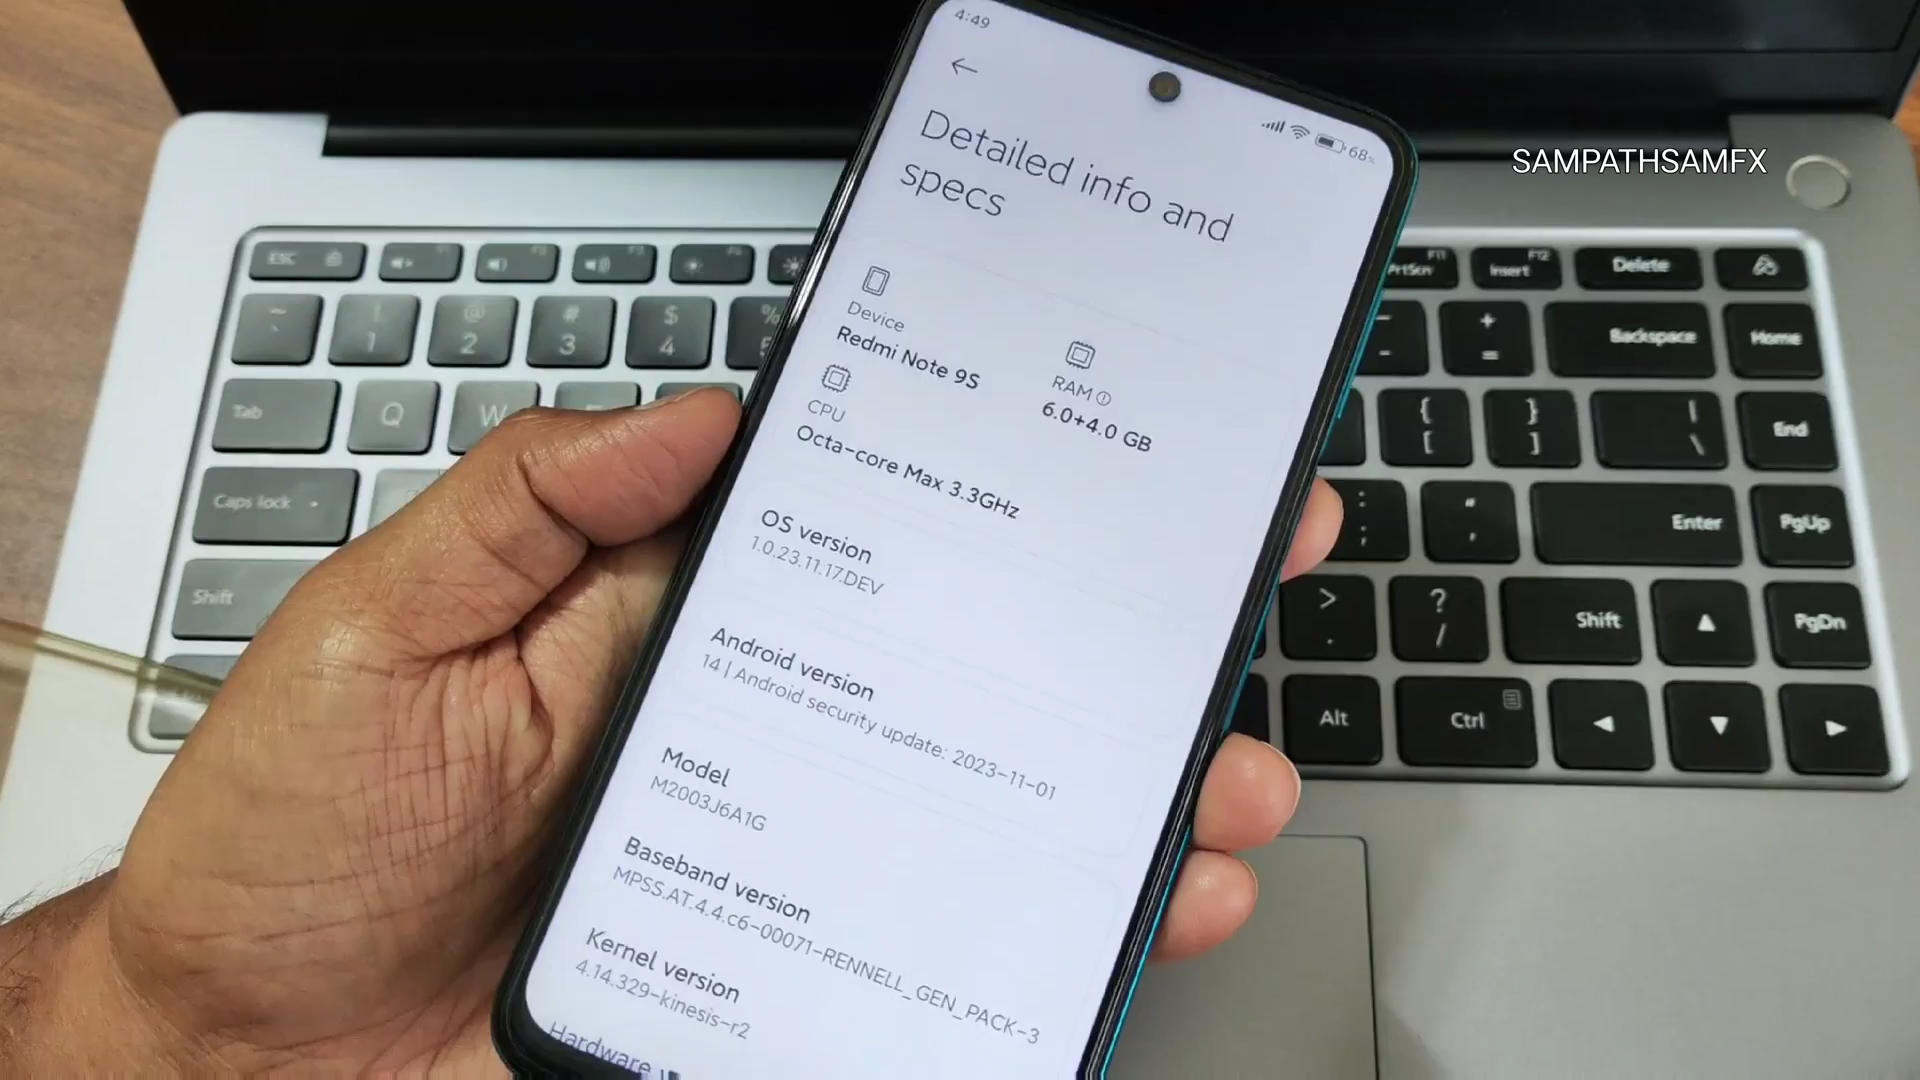 4:49
68%
Detailed info and
specs
Device
Redmi Note 9S
RAM
6.0+4.0 GB
CPU
Octa-core Max 3.3GHz
OS version
1.0.23.11.17.DEV
Android version
14 | Android security update: 2023-11-01
Model
M2003J6A1G
Baseband version
MPSS.AT.4.4.c6-00071-RENNELL_GEN_PACK-3
Kernel version
4.14.329-kinesis-r2
Hardware
SAMPATHSAMFX
ESC
F11
PrtScn
F12
Insert
Delete
~ `
! 1
@ 2
# 3
$ 4
%
+ =
Backspace
Home
Tab
Q
W
{ [
} ]
| \
End
Caps lock
: ;
" '
Enter
PgUp
Shift
> .
? /
Shift
PgDn
Alt
Ctrl